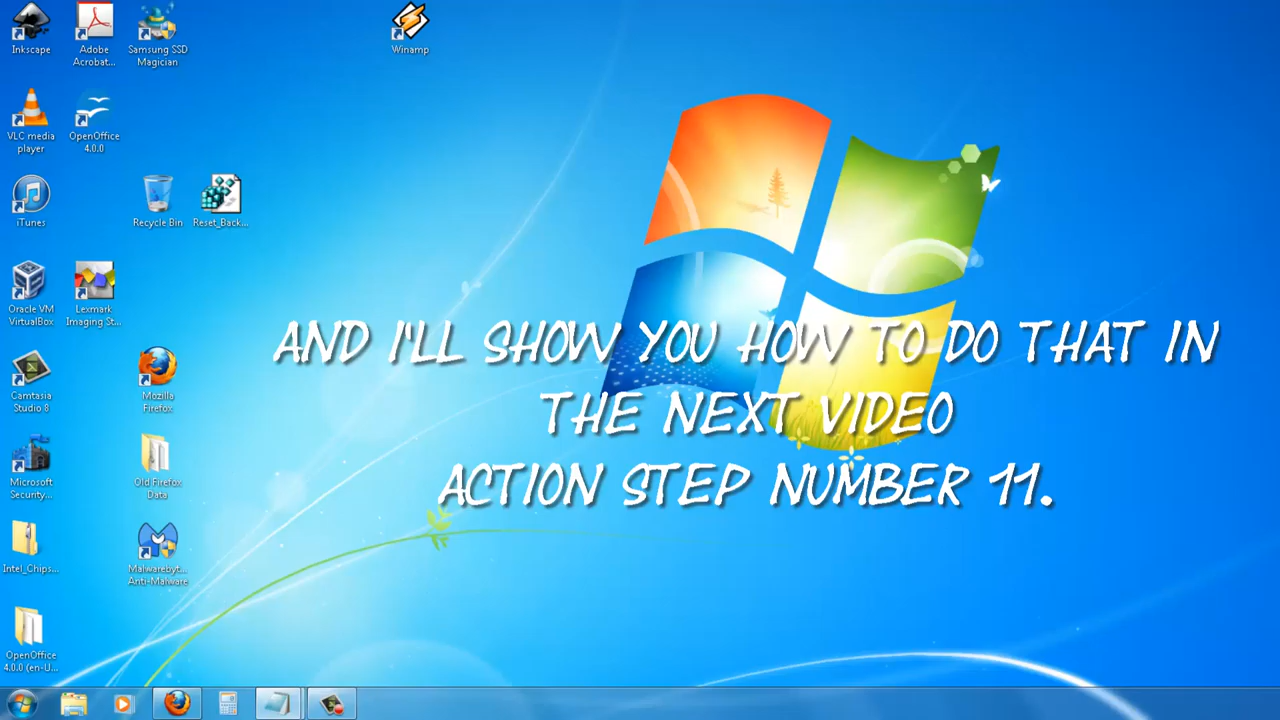 Inkscape
Adobe
Acrobat...
Samsung SSD
Magician
Winamp
VLC media
player
OpenOffice
4.0.0
iTunes
Recycle Bin
Reset_Back...
Oracle VM
VirtualBox
Lexmark
Imaging St...
AND I'LL SHOW YOU HOW TO DO THAT IN
THE NEXT VIDEO
ACTION STEP NUMBER 11.
Camtasia
Studio 8
Mozilla
Firefox
Microsoft
Security...
Old Firefox
Data
Intel_Chips...
Malwarebyt...
Anti-Malware
OpenOffice
4.0.0 (en-U...